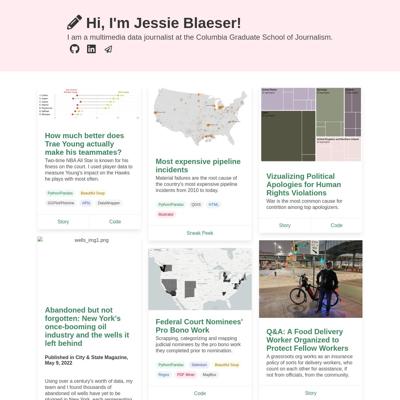 Hi, I'm Jessie Blaeser!
I am a multimedia data journalist at the Columbia Graduate School of Journalism.
How much better does
Trae Young actually
make his teammates?
Two-time NBA All Star is known for his
finesse on the court. I used player data to
measure Young's impact on the Hawks
he plays with most often.
Python/Pandas
Beautiful Soup
GGPlot/Rhistme
APIs
DataWrapper
Story
Code
wells_img1.png
Abandoned but not
forgotten: New York's
once-booming oil
industry and the wells it
left behind
Published in City & State Magazine,
May 9, 2022
Using over a century's worth of data, my
team and I found thousands of
abandoned oil wells have yet to be
Most expensive pipeline
incidents
Material failures are the most cause of
the country's most expensive pipeline
incidents from 2010 to today.
Python/Pandas
QGIS
HTML
Illustrator
Sneak Peek
Federal Court Nominees'
Pro Bono Work
Scrapping, categorizing and mapping
judicial nominees by the pro bono work
they completed prior to nomination.
Python/Pandas
Selenium
Beautiful Soup
Regex
PDF Miner
MapBox
Code
Vizualizing Political
Apologies for Human
Rights Violations
War is the most common cause for
contrition among top apologizers.
Story
Code
Q&A: A Food Delivery
Worker Organized to
Protect Fellow Workers
A grassroots org works as an insurance
policy of sorts for delivery workers, who
count on each other for assistance, if
not from officials, from the community.
Story